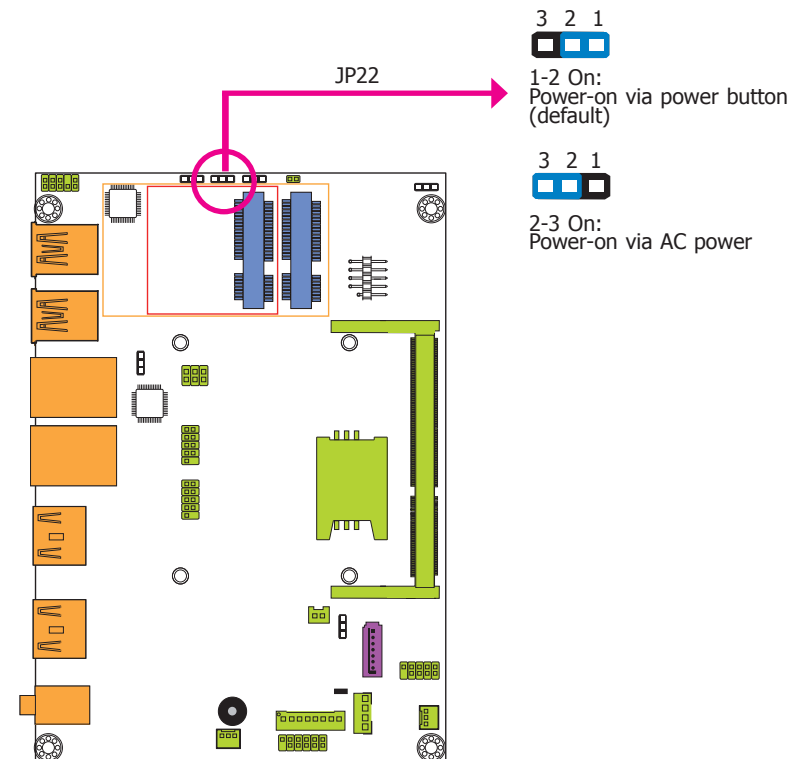 3 2 1
JP22
1-2 On:
Power-on via power button
(default)
3 2 1
2-3 On:
Power-on via AC power